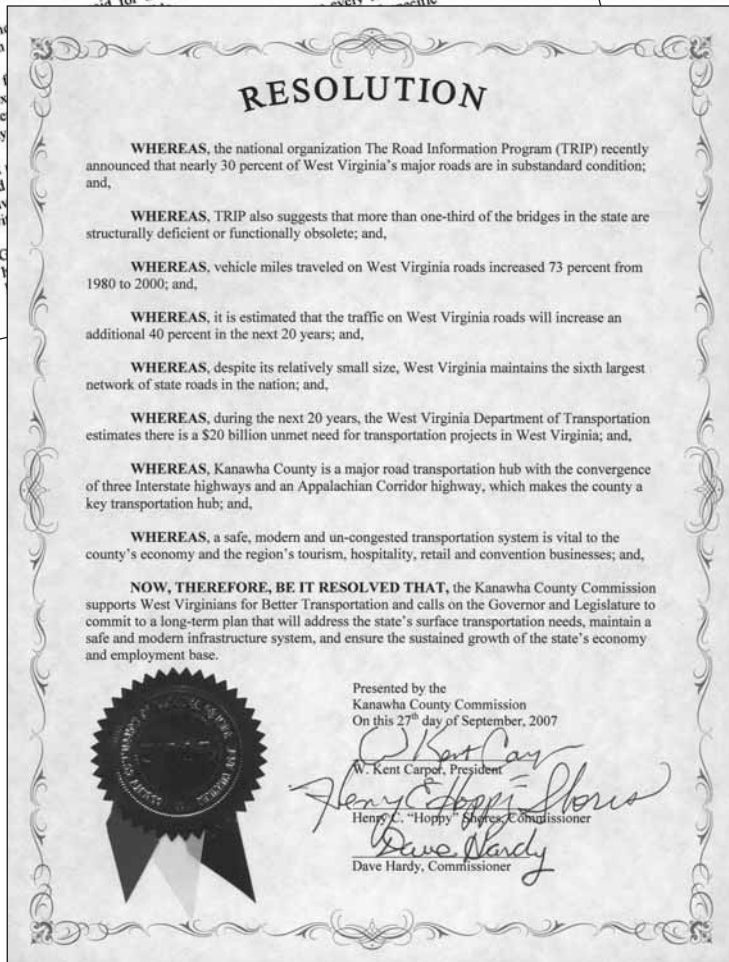 RESOLUTION
WHEREAS, the national organization The Road Information Program (TRIP) recently
announced that nearly 30 percent of West Virginia's major roads are in substandard condition;
and,
WHEREAS, TRIP also suggests that more than one-third of the bridges in the state are
structurally deficient or functionally obsolete; and,
WHEREAS, vehicle miles traveled on West Virginia roads increased 73 percent from
1980 to 2000; and,
WHEREAS, it is estimated that the traffic on West Virginia roads will increase an
additional 40 percent in the next 20 years; and,
WHEREAS, despite its relatively small size, West Virginia maintains the sixth largest
network of state roads in the nation; and,
WHEREAS, during the next 20 years, the West Virginia Department of Transportation
estimates there is a $20 billion unmet need for transportation projects in West Virginia; and,
WHEREAS, Kanawha County is a major road transportation hub with the convergence
of three Interstate highways and an Appalachian Corridor highway, which makes the county a
key transportation hub; and,
WHEREAS, a safe, modern and un-congested transportation system is vital to the
county's economy and the region's tourism, hospitality, retail and convention businesses; and,
NOW, THEREFORE, BE IT RESOLVED THAT, the Kanawha County Commission
supports West Virginians for Better Transportation and calls on the Governor and Legislature to
commit to a long-term plan that will address the state's surface transportation needs, maintain a
safe and modern infrastructure system, and ensure the sustained growth of the state's economy
and employment base.
Presented by the
Kanawha County Commission
On this 27th day of September, 2007
W Kent Car
W. Kent Carper, President
Henry C Hoppy Shores
Henry C. "Hoppy" Shores, Commissioner
Dave Hardy
Dave Hardy, Commissioner